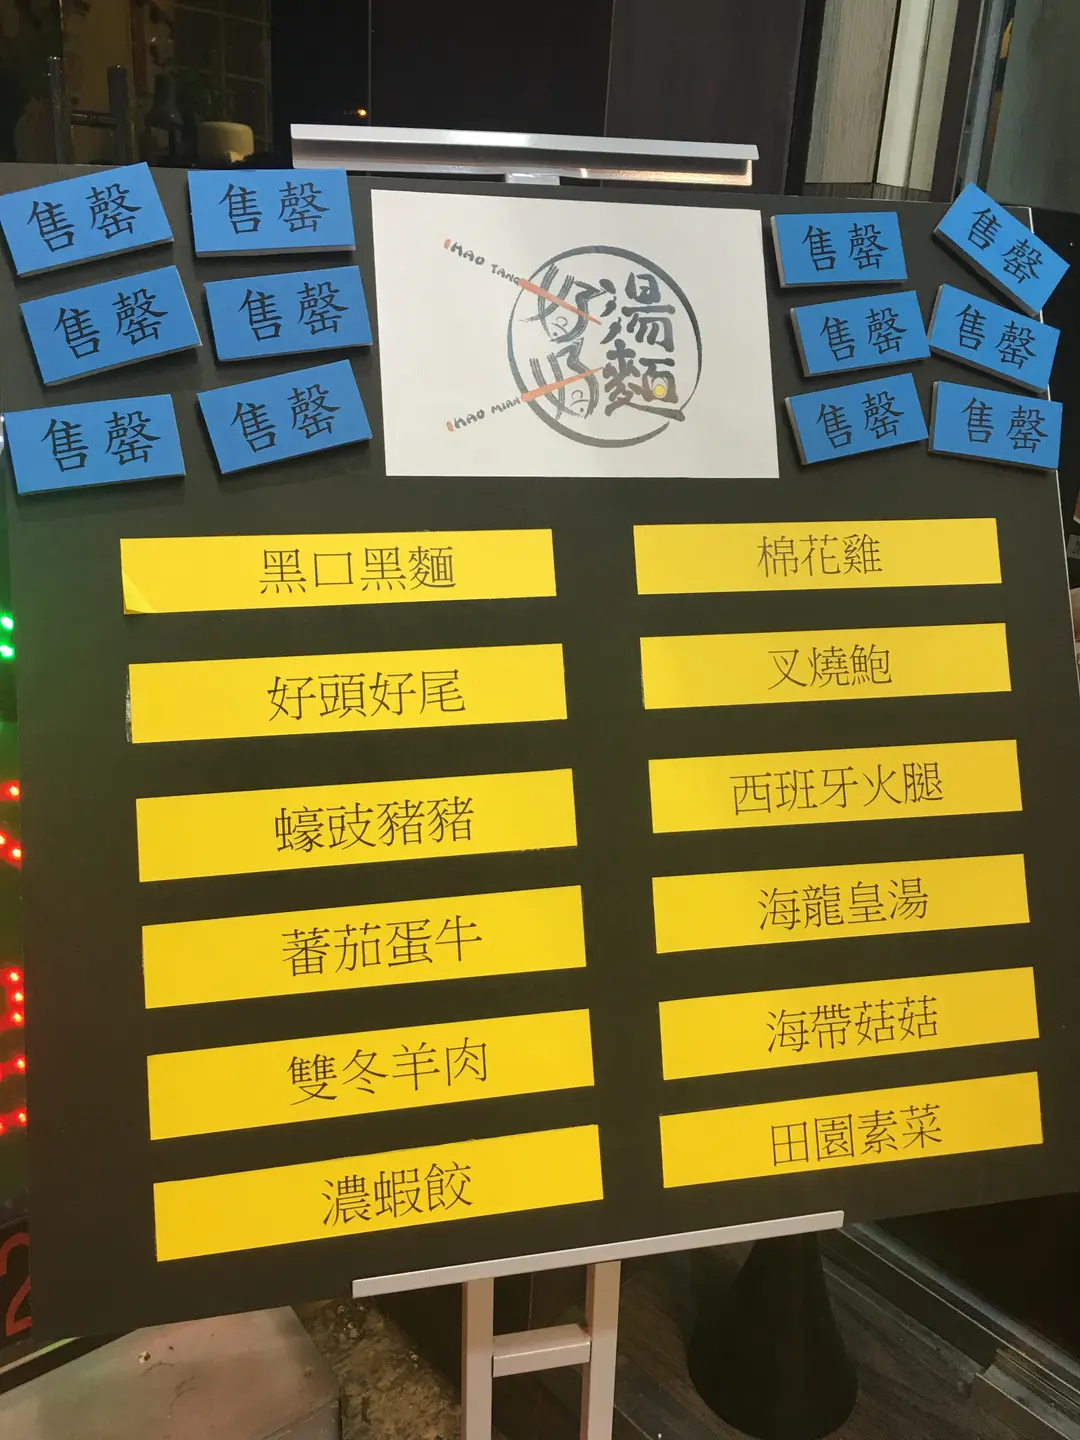 售罄
售罄
售罄
售罄
售罄
售罄
HAO TANG
好湯
好麵
HAO MIAN
售罄
售罄
售罄
售罄
售罄
售罄
黑口黑麵
好頭好尾
蠔豉豬豬
蕃茄蛋牛
雙冬羊肉
濃蝦餃
棉花雞
叉燒鮑
西班牙火腿
海龍皇湯
海帶菇菇
田園素菜